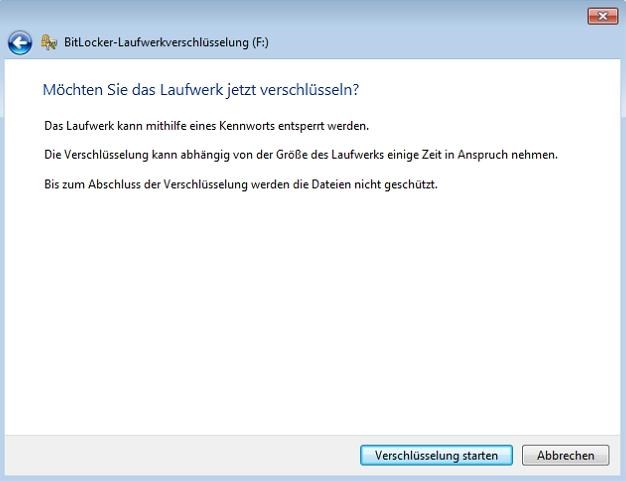 BitLocker-Laufwerkverschlüsselung (F:)
Möchten Sie das Laufwerk jetzt verschlüsseln?
Das Laufwerk kann mithilfe eines Kennworts entsperrt werden.
Die Verschlüsselung kann abhängig von der Größe des Laufwerks einige Zeit in Anspruch nehmen.
Bis zum Abschluss der Verschlüsselung werden die Dateien nicht geschützt.
Verschlüsselung starten
Abbrechen